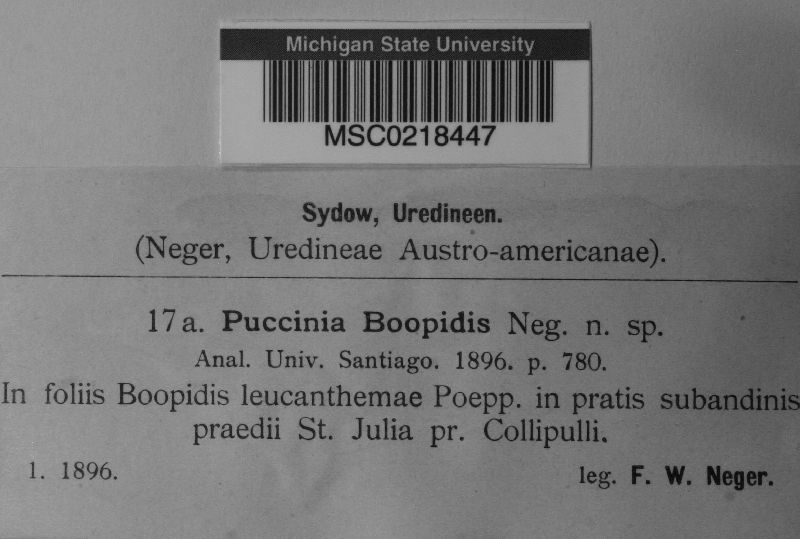 Michigan State University
MSC0218447
Sydow, Uredineen.
(Neger, Uredineae Austro-americanae).
17a. Puccinia Boopidis Neg. n. sp.
Anal. Univ. Santiago. 1896. p. 780.
In foliis Boopidis leucanthemae Poepp. in pratis subandinis
praedii St. Julia pr. Collipulli.
1. 1896. leg. F. W. Neger.